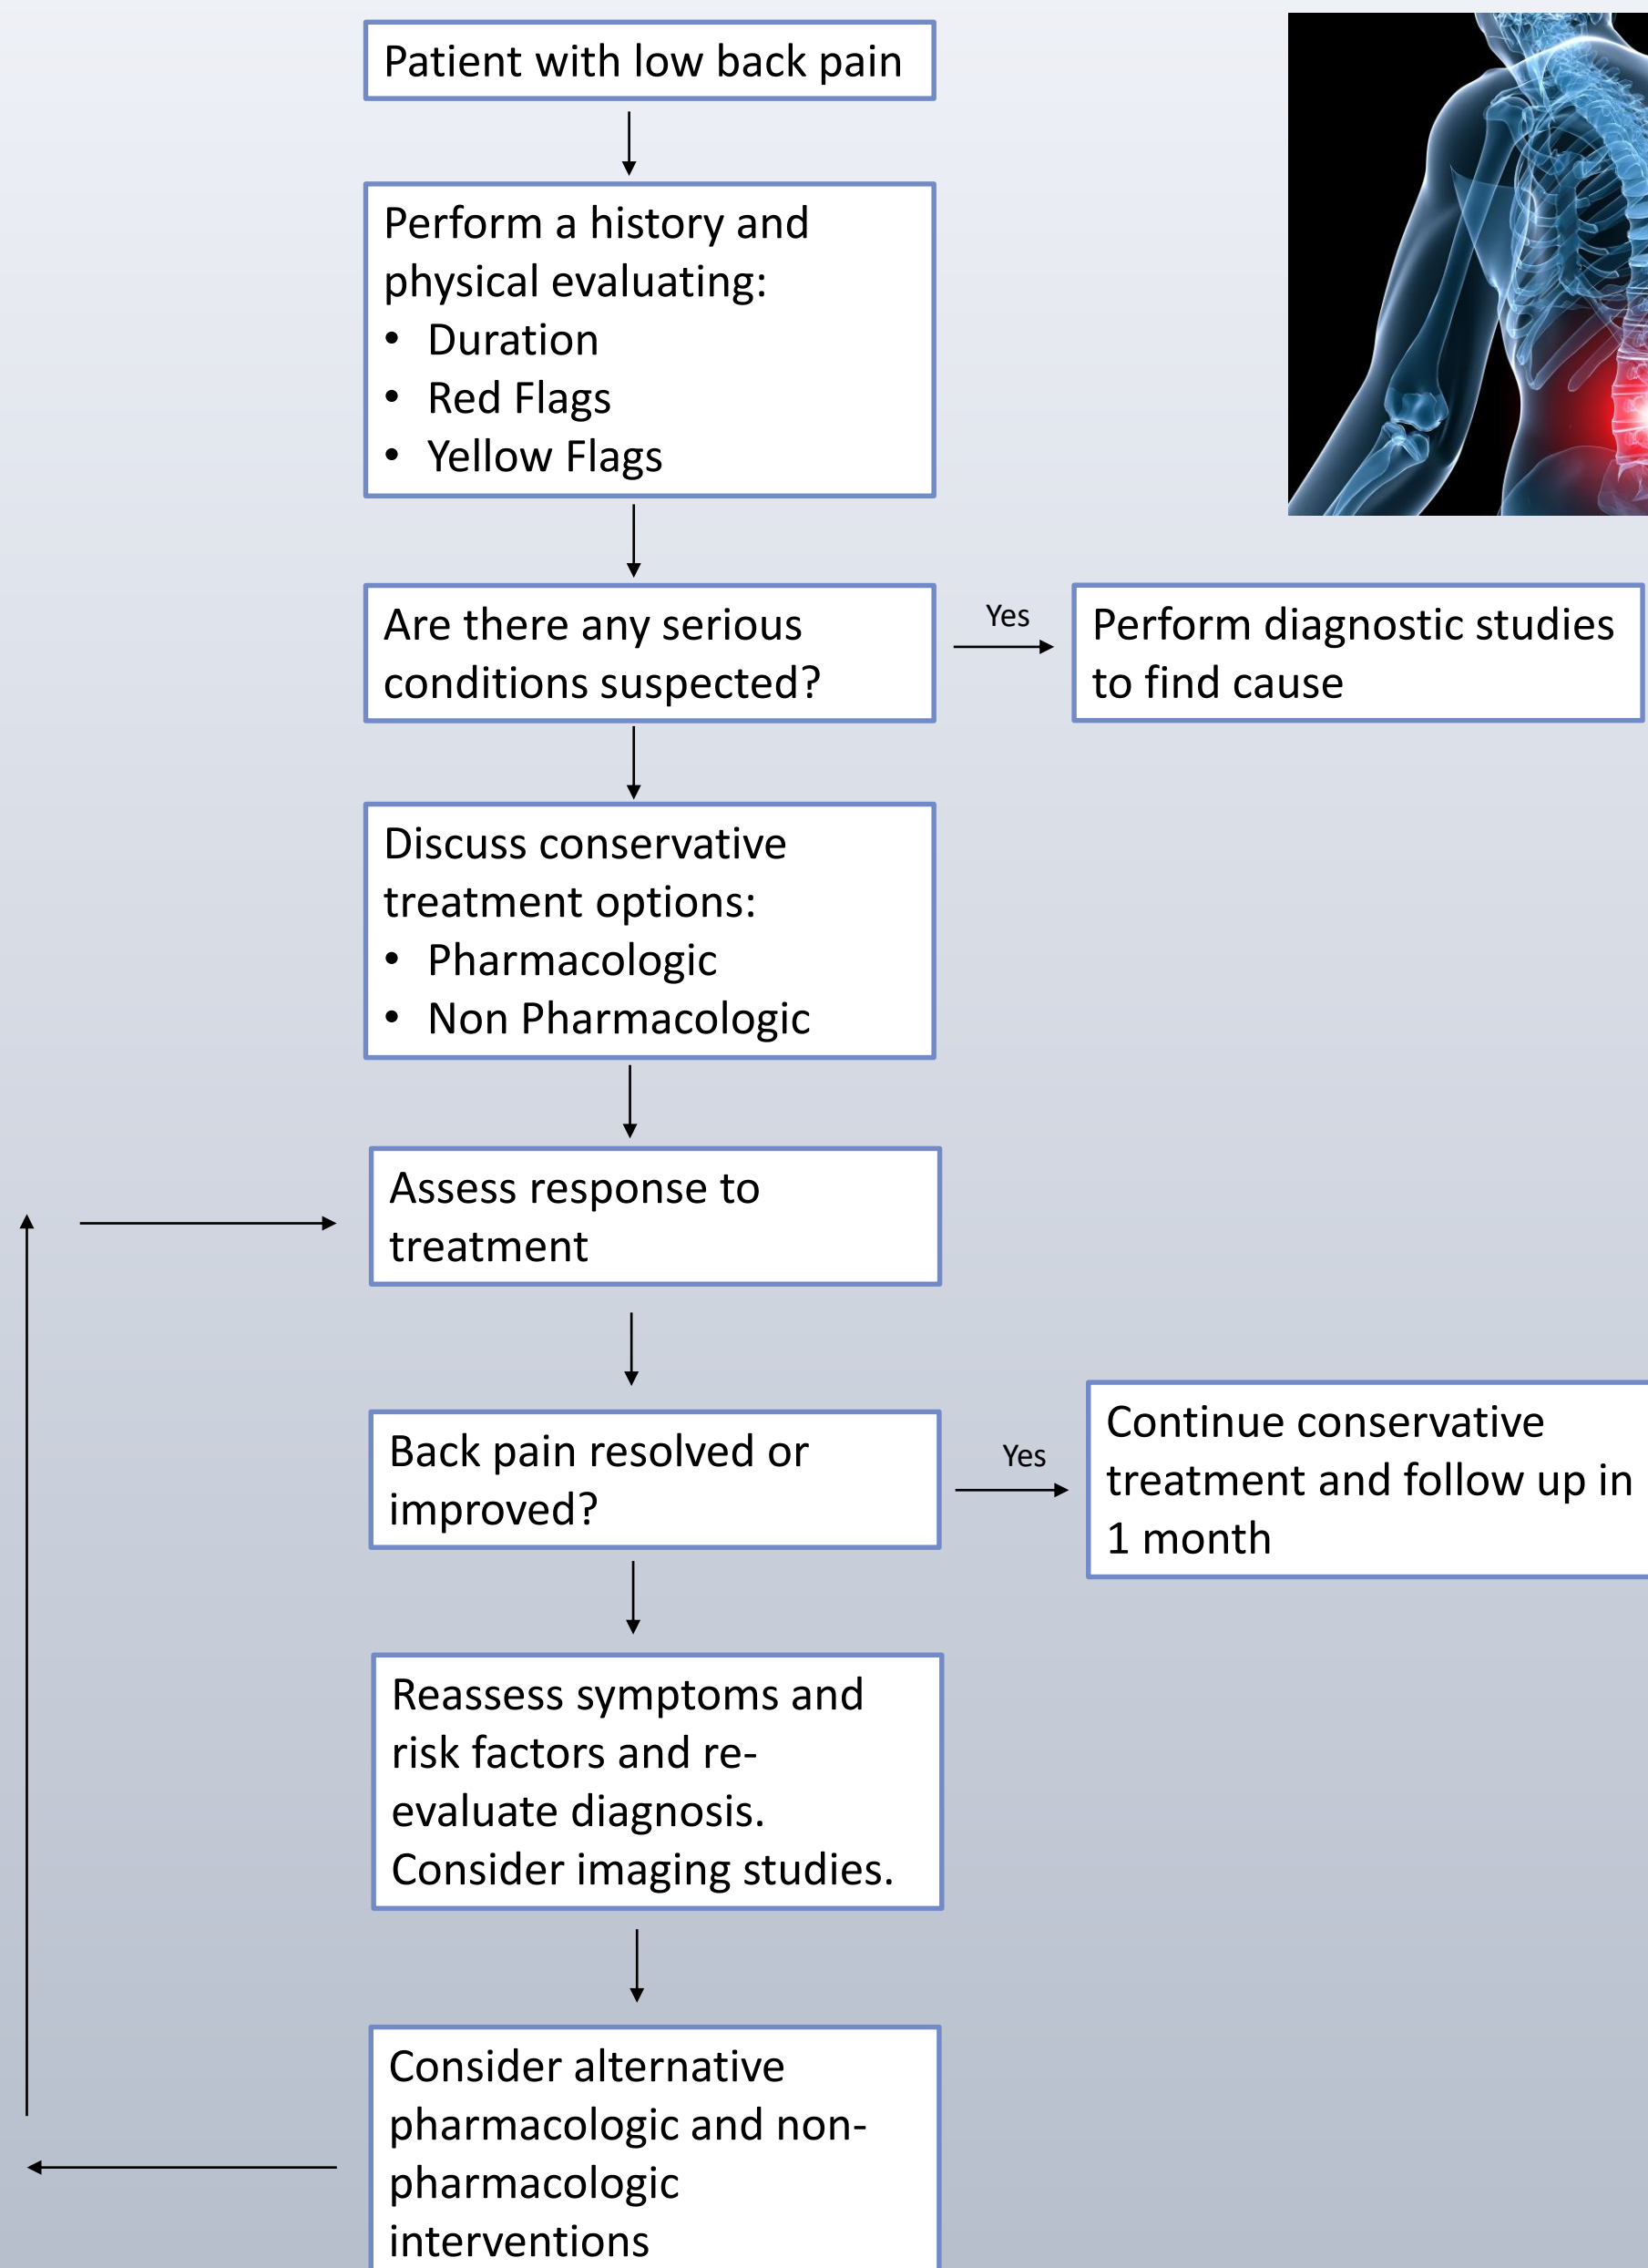 Patient with low back pain
Perform a history and
physical evaluating:
• Duration
• Red Flags
• Yellow Flags
Are there any serious
conditions suspected?
Yes
Perform diagnostic studies
to find cause
Discuss conservative
treatment options:
• Pharmacologic
• Non Pharmacologic
Assess response to
treatment
Back pain resolved or
improved?
Yes
Continue conservative
treatment and follow up in
1 month
Reassess symptoms and
risk factors and re-
evaluate diagnosis.
Consider imaging studies.
Consider alternative
pharmacologic and non-
pharmacologic
interventions